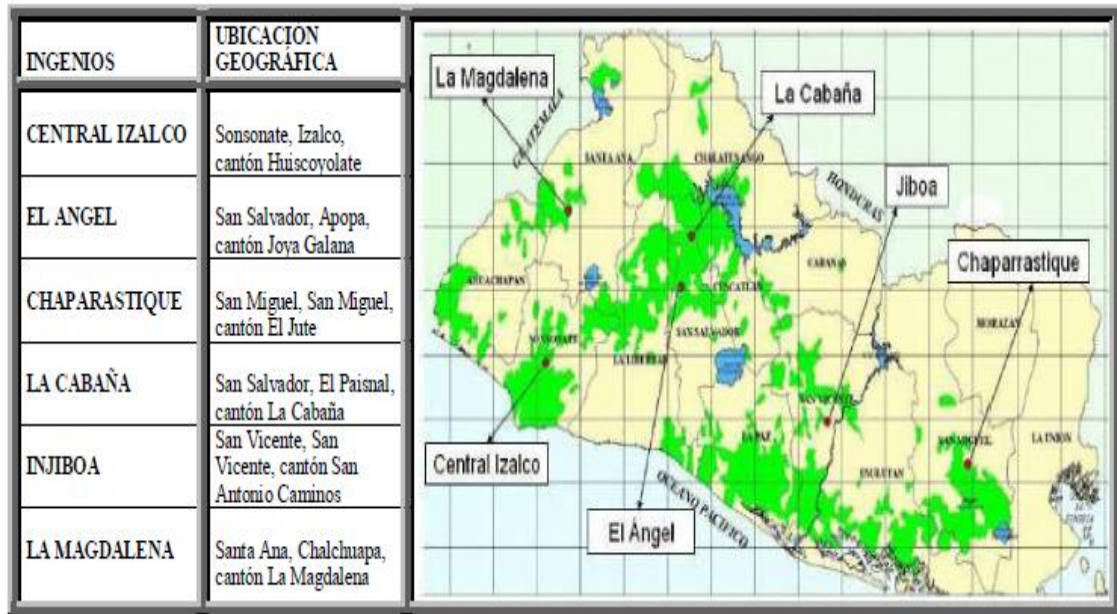 INGENIOS
UBICACIÓN
GEOGRÁFICA
CENTRAL IZALCO
Sonsonate, Izalco,
cantón Huiscoyolate
EL ANGEL
San Salvador, Apopa,
cantón Joya Galana
CHAPARASTIQUE
San Miguel, San Miguel,
cantón El Jute
LA CABAÑA
San Salvador, El Paisnal,
cantón La Cabaña
INJIBOA
San Vicente, San
Vicente, cantón San
Antonio Caminos
LA MAGDALENA
Santa Ana, Chalchuapa,
cantón La Magdalena
La Magdalena
La Cabaña
GUATEMALA
SANTA ANA
CHALATENANGO
HONDURAS
Jiboa
Chaparrastique
AHUACHAPAN
CABAÑAS
CUSCATLAN
MORAZAN
SONSONATE
LA LIBERTAD
SAN SALVADOR
SAN VICENTE
LA PAZ
SAN MIGUEL
LA UNION
USULUTAN
Central Izalco
OCEANO PACIFICO
El Ángel